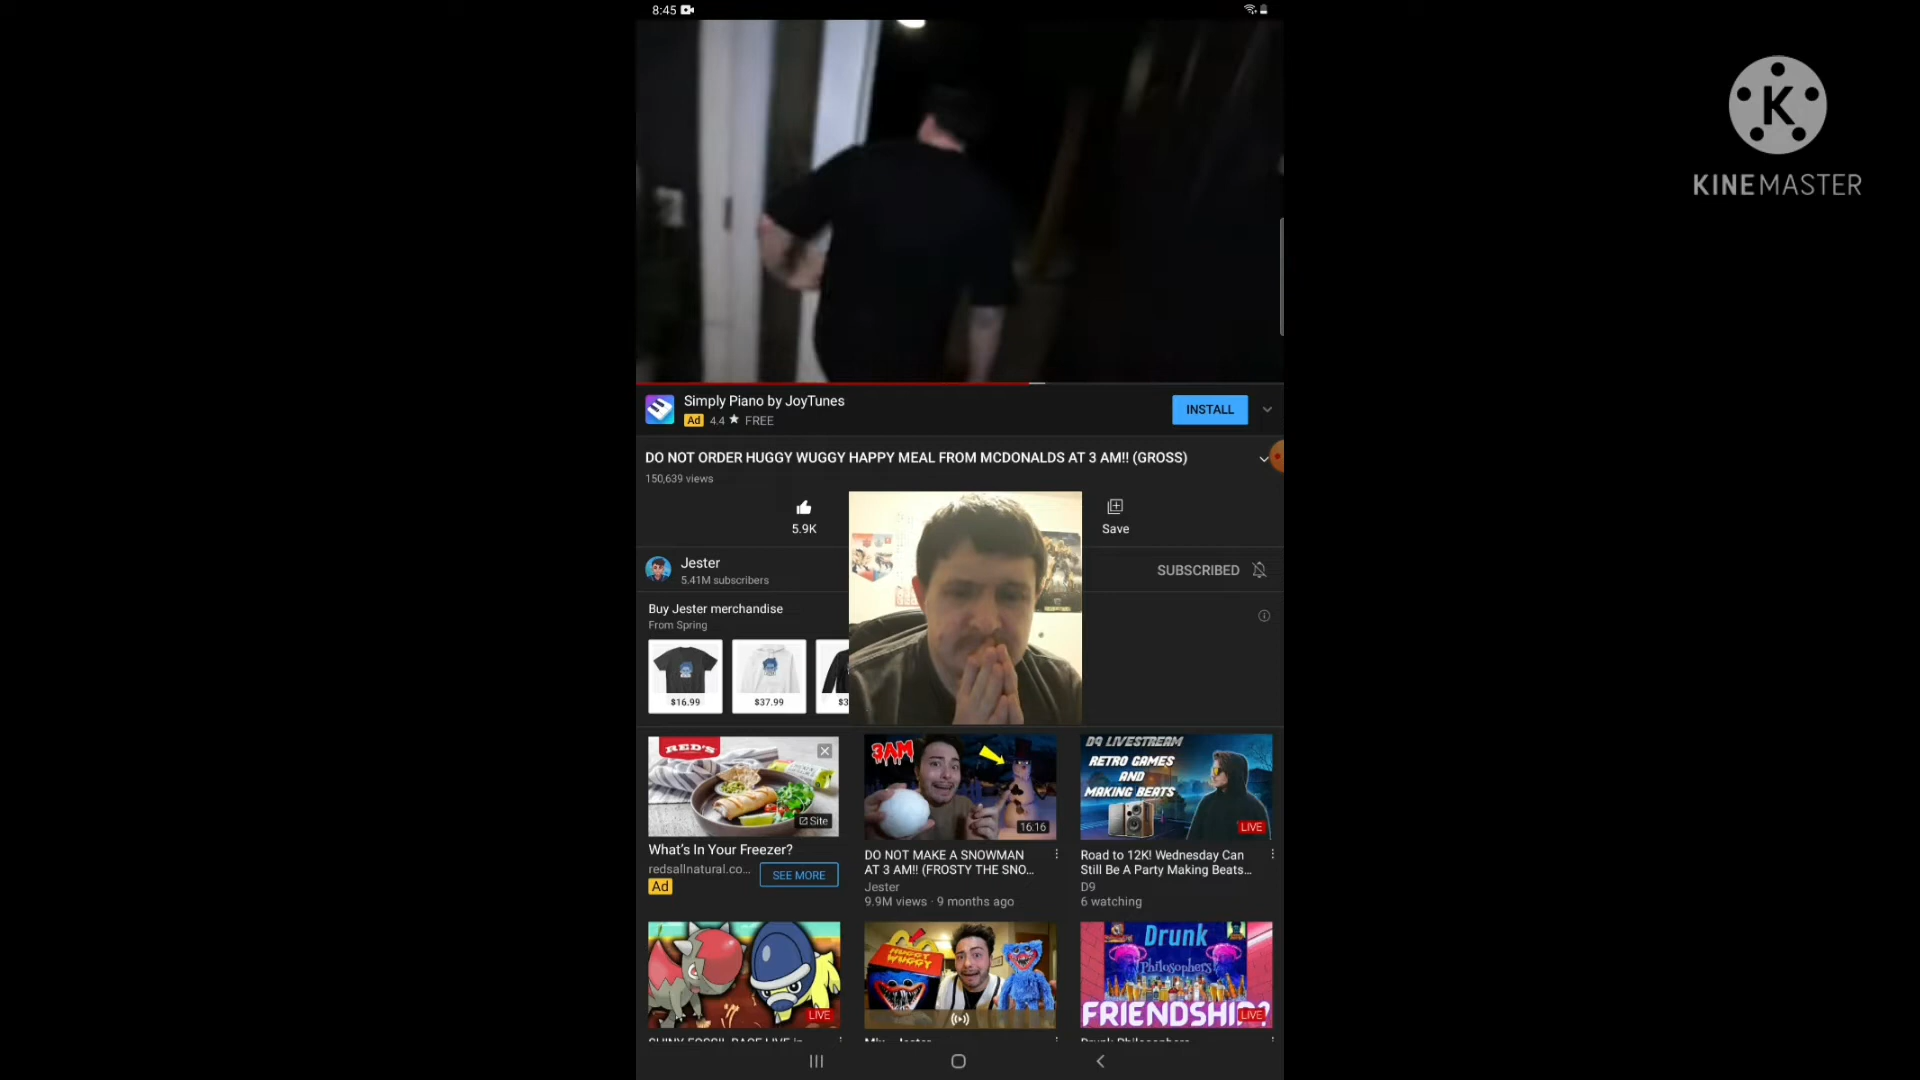 8:45
KINEMASTER
Simply Piano by JoyTunes
Ad 4.4 ★ FREE
INSTALL
DO NOT ORDER HUGGY WUGGY HAPPY MEAL FROM MCDONALDS AT 3 AM!! (GROSS)
150,639 views
5.9K
Save
Jester
5.41M subscribers
SUBSCRIBED
Buy Jester merchandise
From Spring
$16.99
$37.99
$3
RED'S
Site
What's In Your Freezer?
redsallnatural.co...
Ad
SEE MORE
3AM
16:16
DO NOT MAKE A SNOWMAN
AT 3 AM!! (FROSTY THE SNO...
Jester
9.9M views · 9 months ago
D9 LIVESTREAM
RETRO GAMES
AND
MAKING BEATS
LIVE
Road to 12K! Wednesday Can
Still Be A Party Making Beats...
D9
6 watching
LIVE
HUGGY
WUGGY
Drunk
Philosophers
FRIENDSHIP?
LIVE